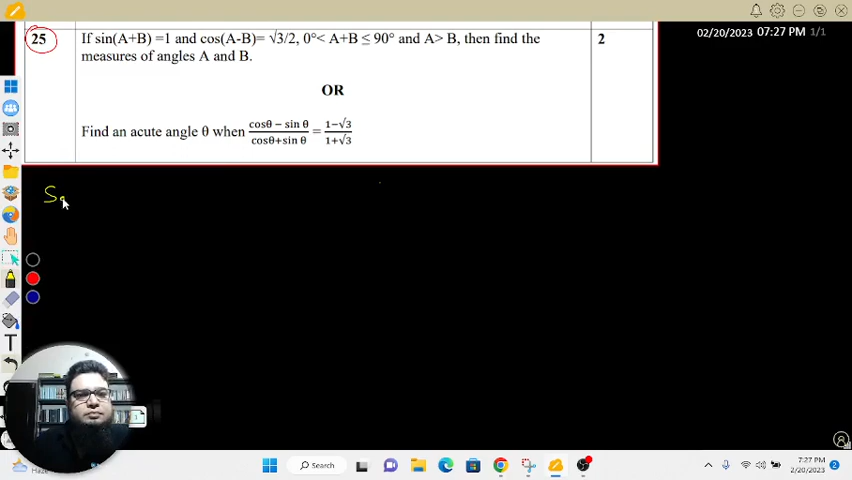 02/20/2023 07:27 PM 1/1
25 If sin(A+B) =1 and cos(A-B)= √3/2, 0°< A+B ≤ 90° and A> B, then find the 2
measures of angles A and B.
OR
Find an acute angle θ when (cosθ − sin θ)/(cosθ+sin θ) = (1−√3)/(1+√3)
So
T
Search
7:27 PM
2/20/2023
2